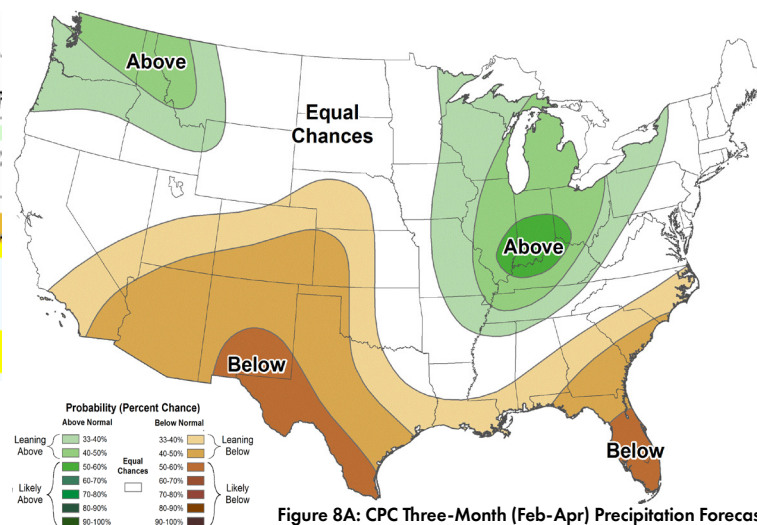 Above
Equal
Chances
Above
Below
Below
Probability (Percent Chance)
Above Normal
Below Normal
Leaning
Above
33-40%
40-50%
Likely
Above
50-60%
60-70%
70-80%
80-90%
90-100%
Equal
Chances
33-40%
40-50%
Leaning
Below
50-60%
60-70%
70-80%
80-90%
90-100%
Likely
Below
Figure 8A: CPC Three-Month (Feb-Apr) Precipitation Forecas